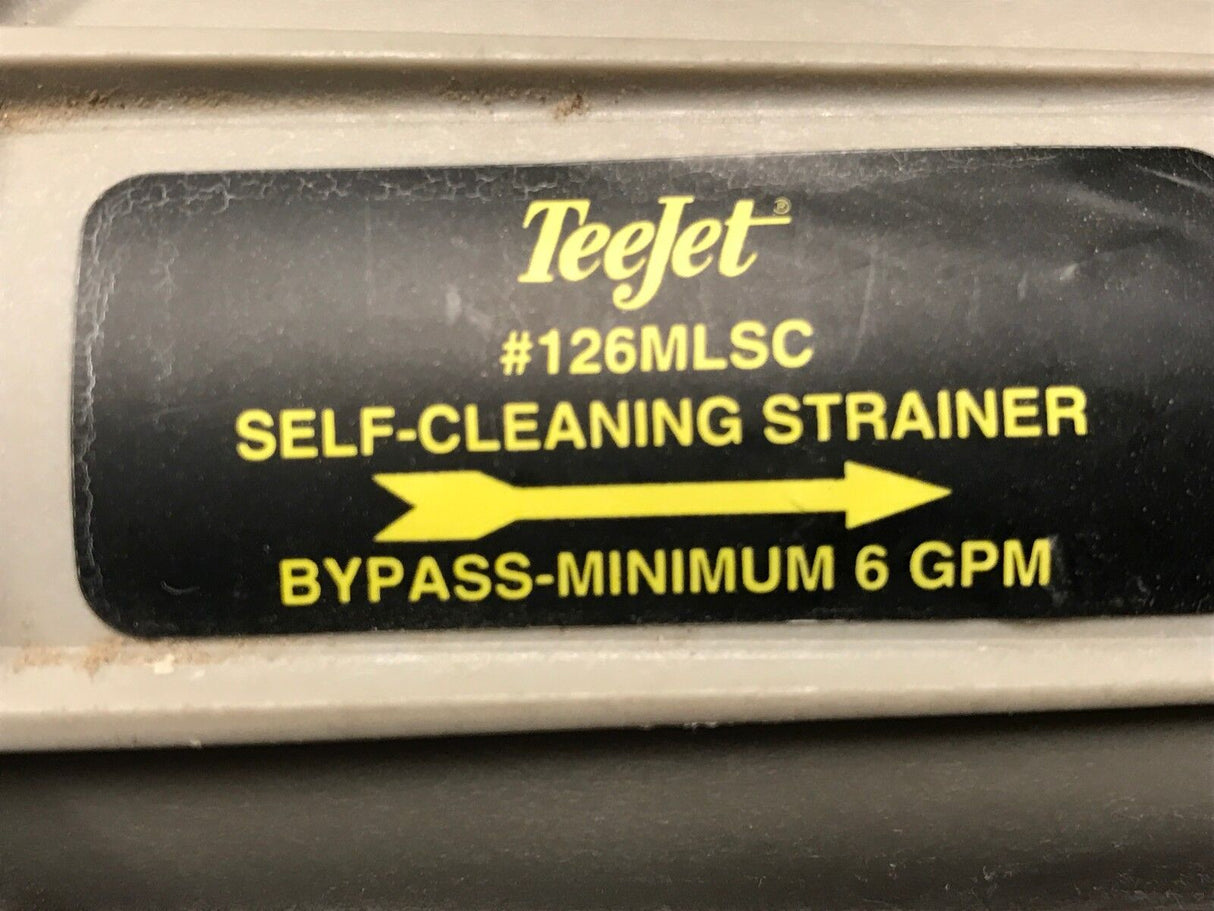 TeeJet®
#126MLSC
SELF-CLEANING STRAINER
BYPASS-MINIMUM 6 GPM